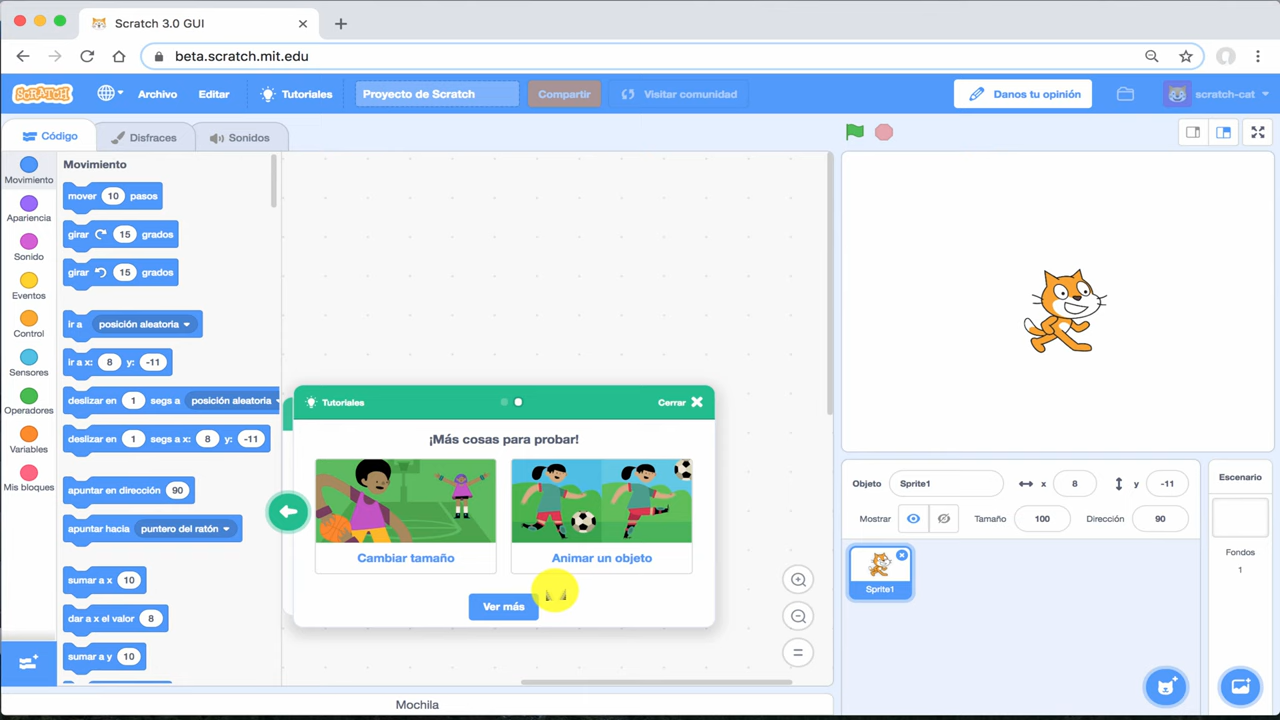 Scratch 3.0 GUI
beta.scratch.mit.edu
SCRATCH
Archivo
Editar
Tutoriales
Proyecto de Scratch
Compartir
Visitar comunidad
Danos tu opinión
scratch-cat
Código
Disfraces
Sonidos
Movimiento
Apariencia
Sonido
Eventos
Control
Sensores
Operadores
Variables
Mis bloques
Movimiento
mover 10 pasos
girar 15 grados
girar 15 grados
ir a posición aleatoria
ir a x: 8 y: -11
deslizar en 1 segs a posición aleatoria
deslizar en 1 segs a x: 8 y: -11
apuntar en dirección 90
apuntar hacia puntero del ratón
sumar a x 10
dar a x el valor 8
sumar a y 10
Tutoriales
Cerrar
¡Más cosas para probar!
Cambiar tamaño
Animar un objeto
Ver más
Mochila
Objeto Sprite1 x 8 y -11
Mostrar Tamaño 100 Dirección 90
Sprite1
Escenario
Fondos
1